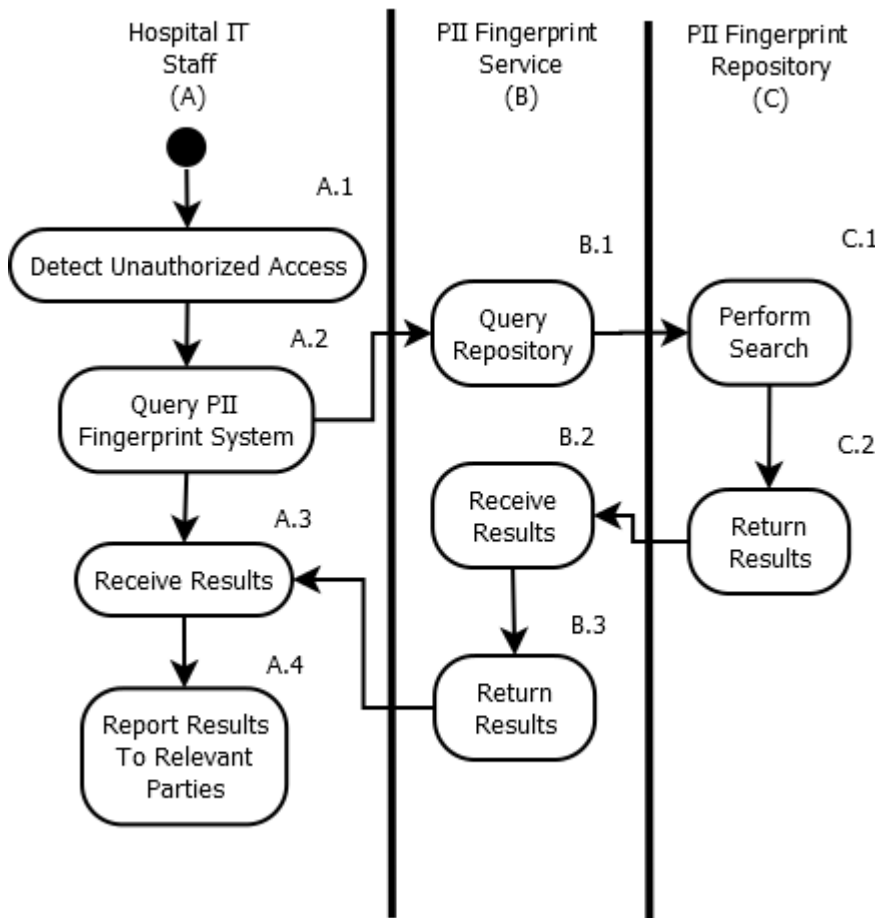 Hospital IT
Staff
(A)
PII Fingerprint
Service
(B)
PII Fingerprint
Repository
(C)
A.1
Detect Unauthorized Access
A.2
Query PII
Fingerprint System
A.3
Receive Results
A.4
Report Results
To Relevant
Parties
B.1
Query
Repository
B.2
Receive
Results
B.3
Return
Results
C.1
Perform
Search
C.2
Return
Results